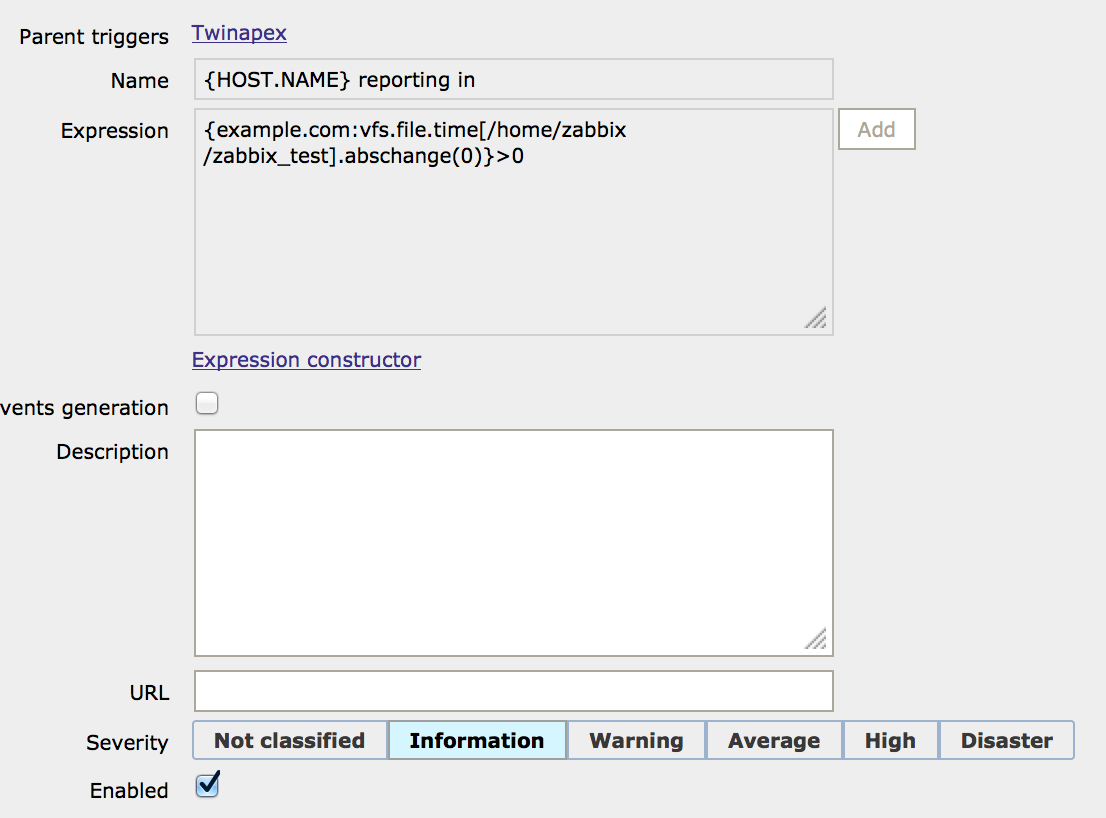 Parent triggers Twinapex
Name {HOST.NAME} reporting in
Expression {example.com:vfs.file.time[/home/zabbix
/zabbix_test].abschange(0)}>0
Add
Expression constructor
vents generation
Description
URL
Severity Not classified Information Warning Average High Disaster
Enabled